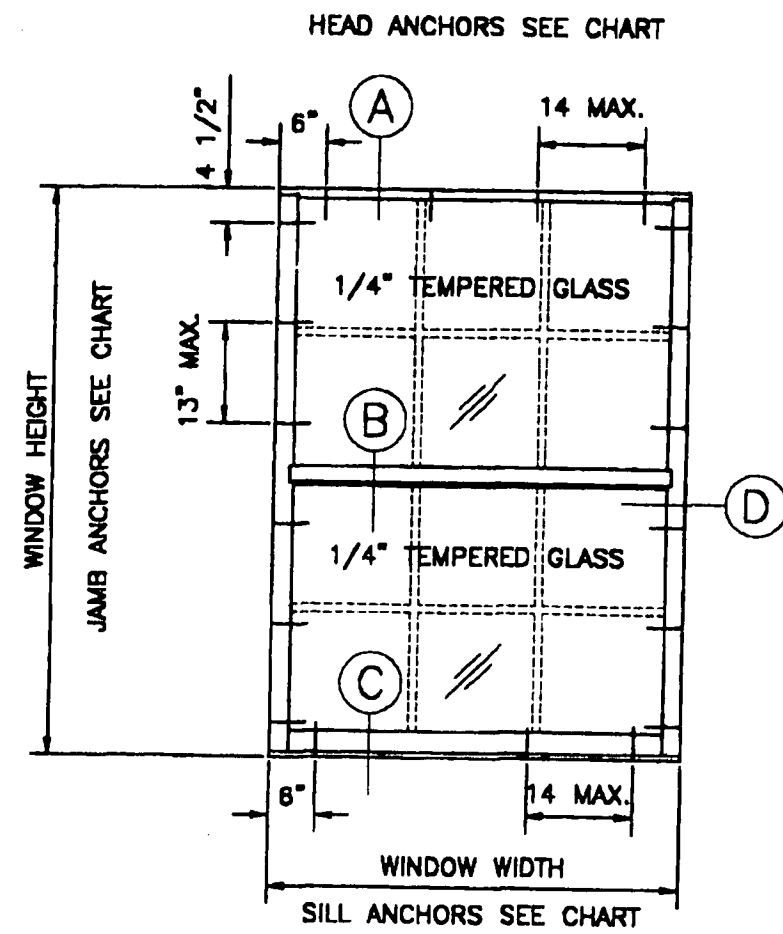 HEAD ANCHORS SEE CHART
4 1/2"
6"
A
14 MAX.
1/4" TEMPERED GLASS
WINDOW HEIGHT
JAMB ANCHORS SEE CHART
13" MAX.
B
D
1/4" TEMPERED GLASS
C
6"
14 MAX.
WINDOW WIDTH
SILL ANCHORS SEE CHART